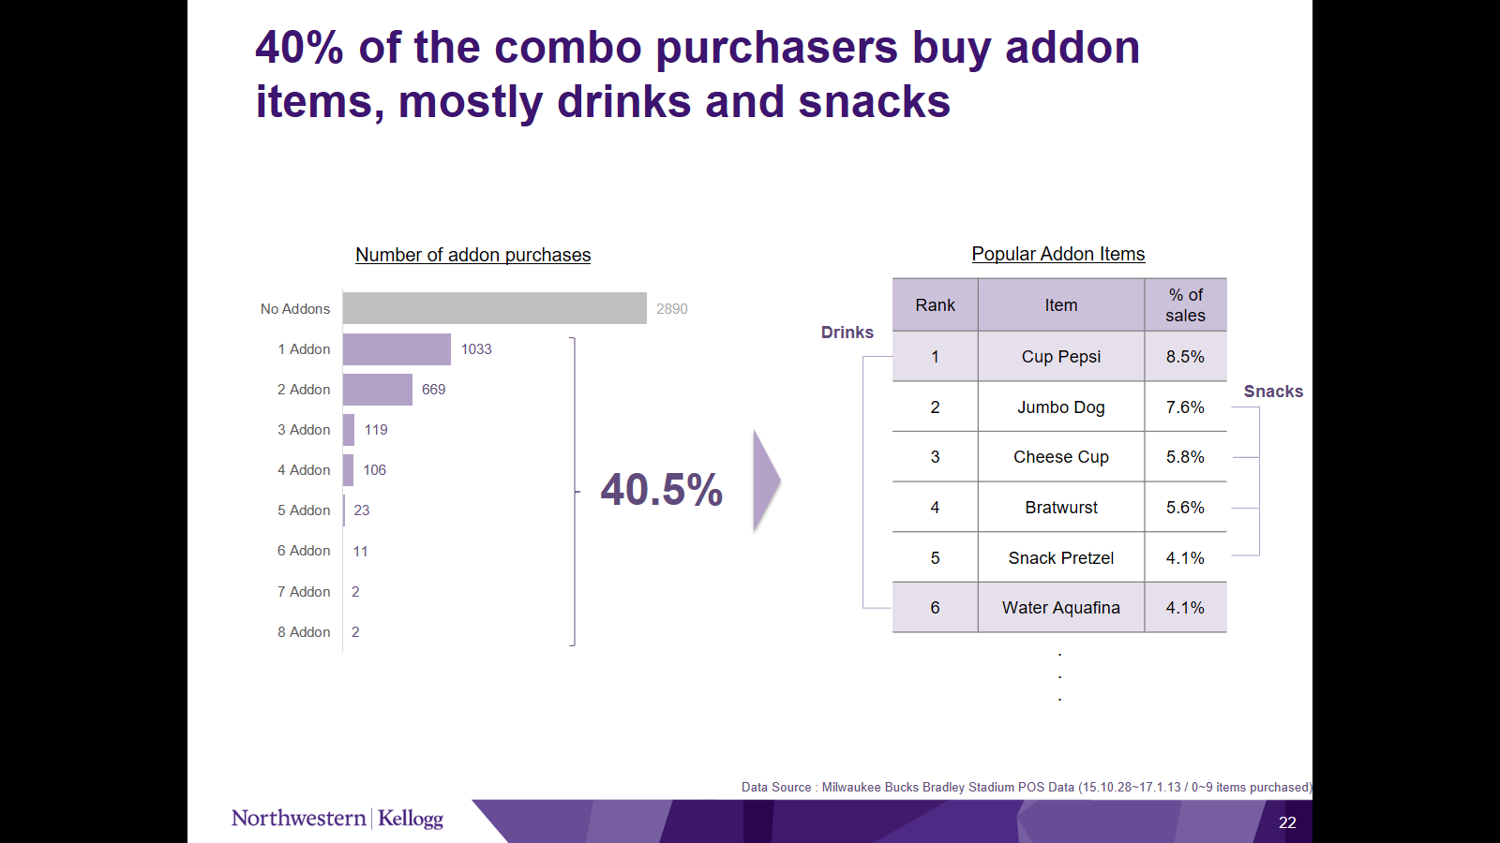 40% of the combo purchasers buy addon
items, mostly drinks and snacks
Number of addon purchases
No Addons 2890
1 Addon 1033
2 Addon 669
3 Addon 119
4 Addon 106
5 Addon 23
6 Addon 11
7 Addon 2
8 Addon 2
40.5%
Popular Addon Items
Drinks
Snacks
Rank Item % of sales
1 Cup Pepsi 8.5%
2 Jumbo Dog 7.6%
3 Cheese Cup 5.8%
4 Bratwurst 5.6%
5 Snack Pretzel 4.1%
6 Water Aquafina 4.1%
.
.
.
Data Source : Milwaukee Bucks Bradley Stadium POS Data (15.10.28~17.1.13 / 0~9 items purchased)
Northwestern | Kellogg
22